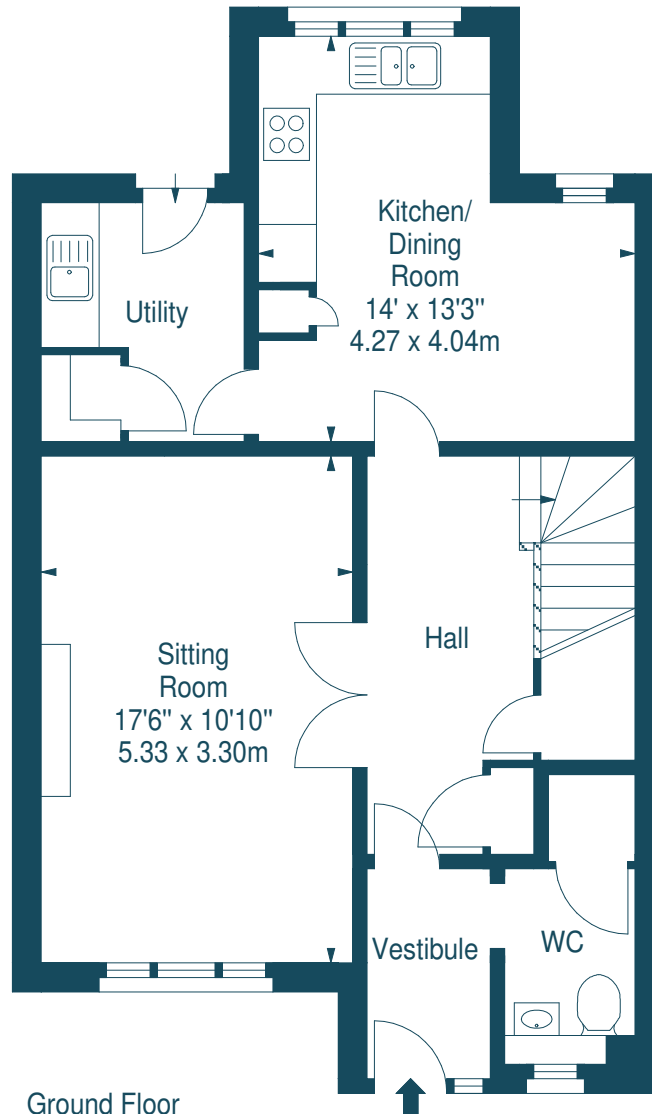 Kitchen/
Dining
Room
14' x 13'3"
4.27 x 4.04m
Utility
Sitting
Room
17'6" x 10'10"
5.33 x 3.30m
Hall
Vestibule
WC
Ground Floor